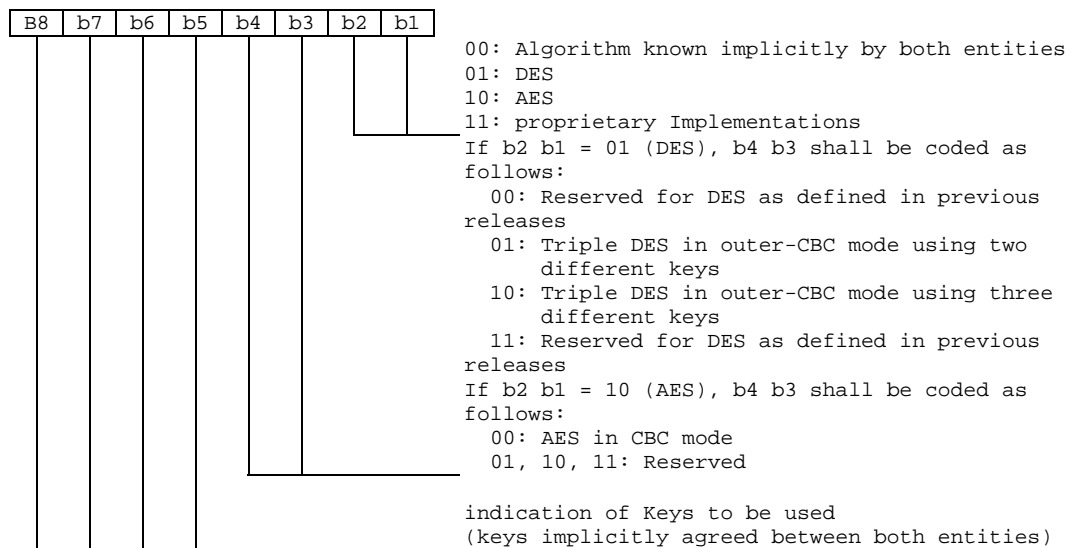 B8 b7 b6 b5 b4 b3 b2 b1
00: Algorithm known implicitly by both entities
01: DES
10: AES
11: proprietary Implementations
If b2 b1 = 01 (DES), b4 b3 shall be coded as
follows:
00: Reserved for DES as defined in previous
releases
01: Triple DES in outer-CBC mode using two
different keys
10: Triple DES in outer-CBC mode using three
different keys
11: Reserved for DES as defined in previous
releases
If b2 b1 = 10 (AES), b4 b3 shall be coded as
follows:
00: AES in CBC mode
01, 10, 11: Reserved
indication of Keys to be used
(keys implicitly agreed between both entities)